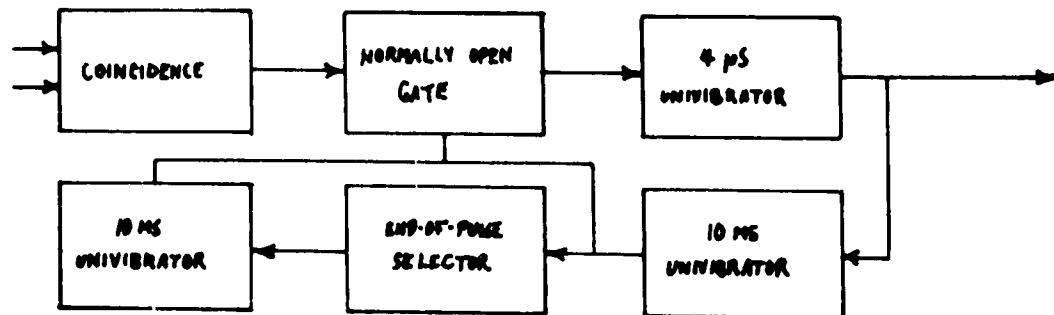 COINCIDENCE
NORMALLY OPEN
GATE
4 µS
UNIVIBRATOR
10 MS
UNIVIBRATOR
END-OF-PULSE
SELECTOR
10 MS
UNIVIBRATOR